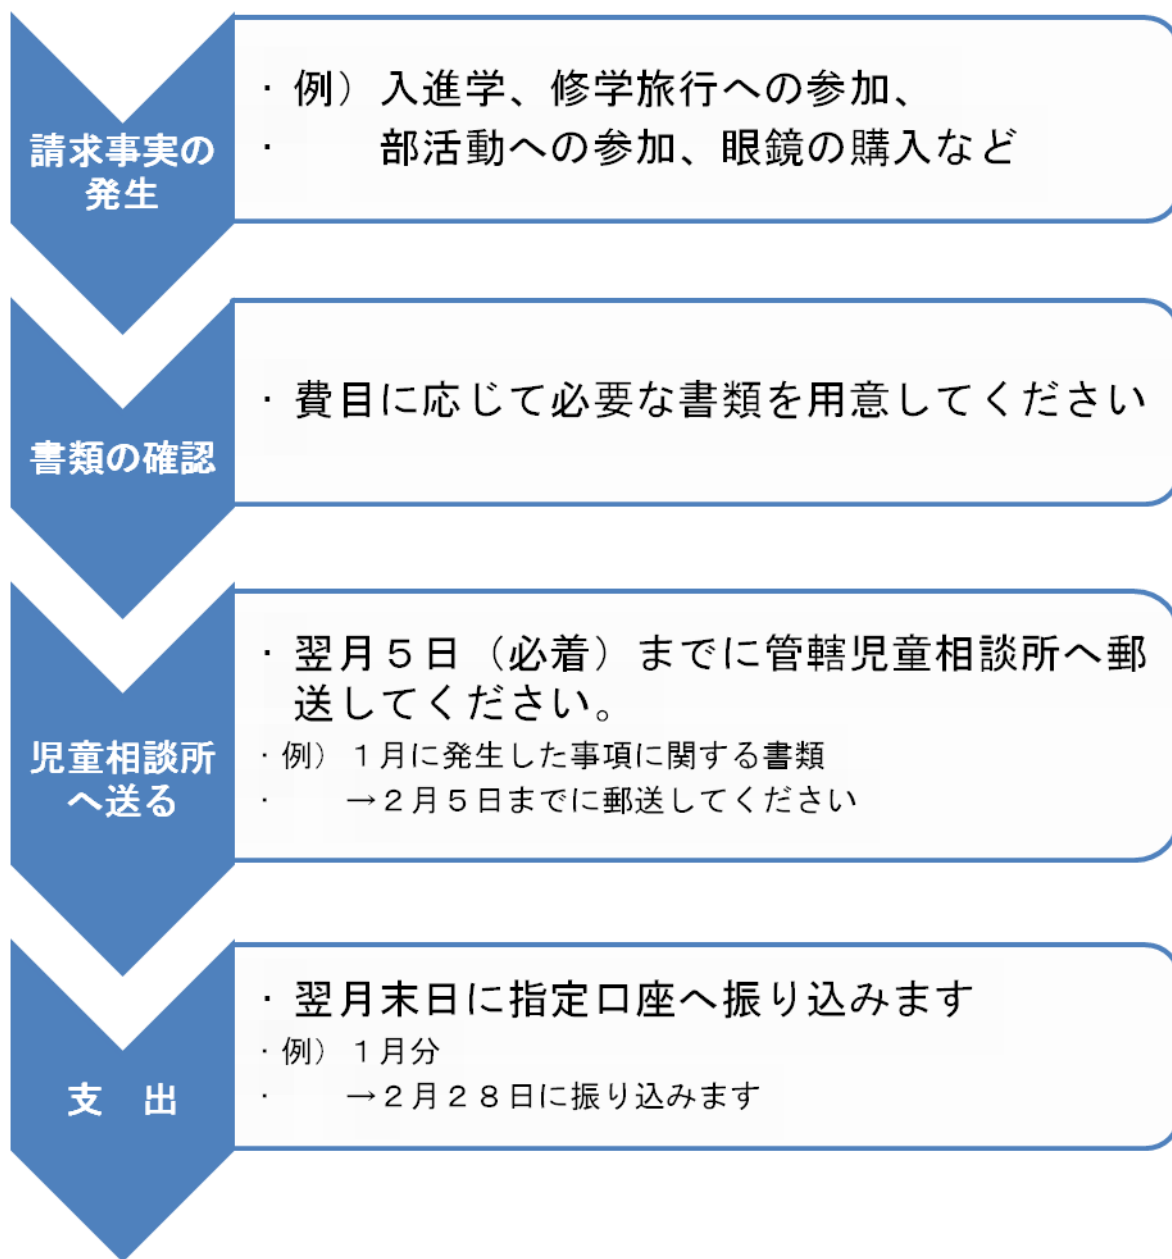 請求事実の
発生
・例）入進学、修学旅行への参加、
・　　部活動への参加、眼鏡の購入など
書類の確認
・費目に応じて必要な書類を用意してください
児童相談所
へ送る
・翌月５日（必着）までに管轄児童相談所へ郵
送してください。
・例）１月に発生した事項に関する書類
・　　→２月５日までに郵送してください
支　出
・翌月末日に指定口座へ振り込みます
・例）１月分
・　　→２月２８日に振り込みます